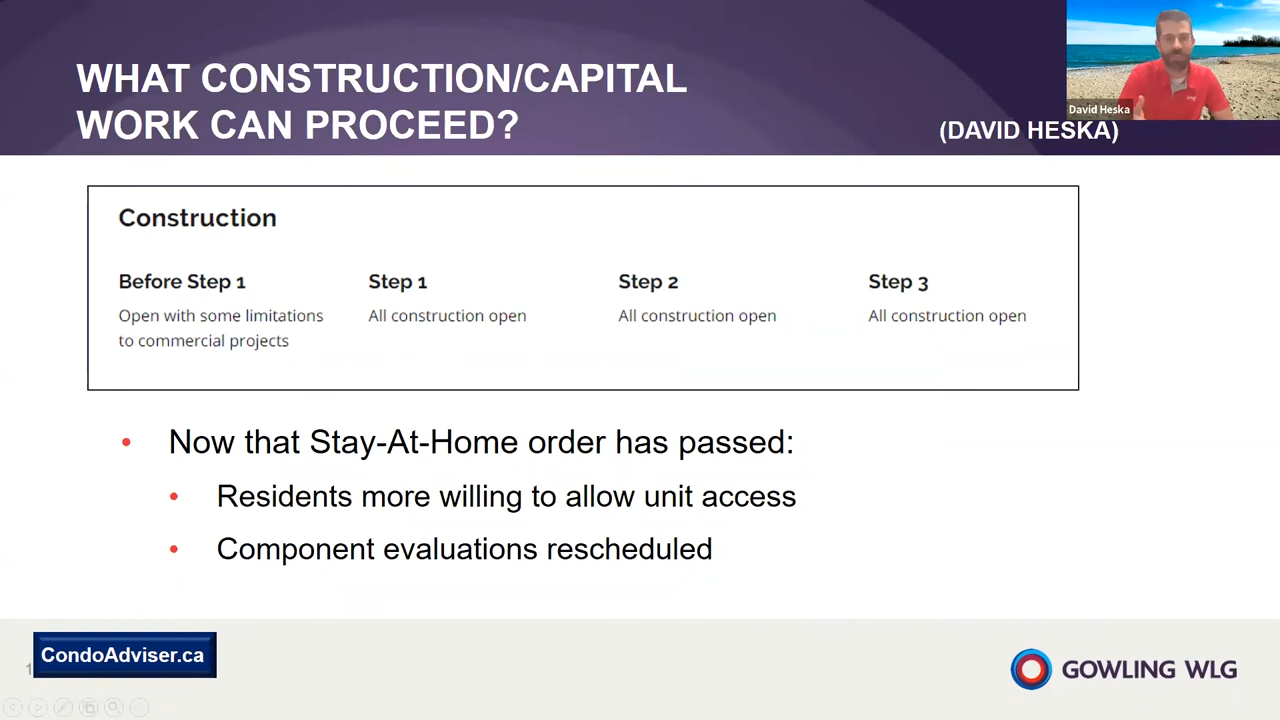 WHAT CONSTRUCTION/CAPITAL
WORK CAN PROCEED?
(DAVID HESKA)
David Heska
Construction
Before Step 1
Open with some limitations
to commercial projects
Step 1
All construction open
Step 2
All construction open
Step 3
All construction open
• Now that Stay-At-Home order has passed:
• Residents more willing to allow unit access
• Component evaluations rescheduled
CondoAdviser.ca
GOWLING WLG